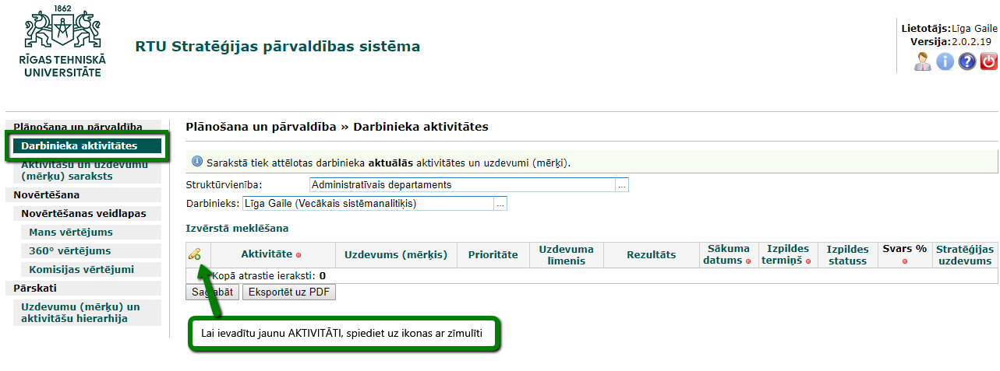 1862
RĪGAS TEHNISKĀ
UNIVERSITĀTE
RTU Stratēģijas pārvaldības sistēma
Lietotājs: Līga Gaile
Versija: 2.0.2.19
Plānošana un pārvaldība
Darbinieka aktivitātes
Aktivitāšu un uzdevumu
(mērķu) saraksts
Novērtēšana
Novērtēšanas veidlapas
Mans vērtējums
360° vērtējums
Komisijas vērtējumi
Pārskati
Uzdevumu (mērķu) un
aktivitāšu hierarhija
Plānošana un pārvaldība » Darbinieka aktivitātes
Sarakstā tiek attēlotas darbinieka aktuālās aktivitātes un uzdevumi (mērķi).
Struktūrvienība: Administratīvais departaments ...
Darbinieks: Līga Gaile (Vecākais sistēmanalitiķis) ...
Izvērstā meklēšana
Aktivitāte
Uzdevums (mērķis)
Prioritāte
Uzdevuma
līmenis
Rezultāts
Sākuma
datums
Izpildes
termiņš
Izpildes
statuss
Svars %
Stratēģijas
uzdevums
Kopā atrastie ieraksti: 0
Saglabāt Eksportēt uz PDF
Lai ievadītu jaunu AKTIVITĀTI, spiediet uz ikonas ar zīmulīti